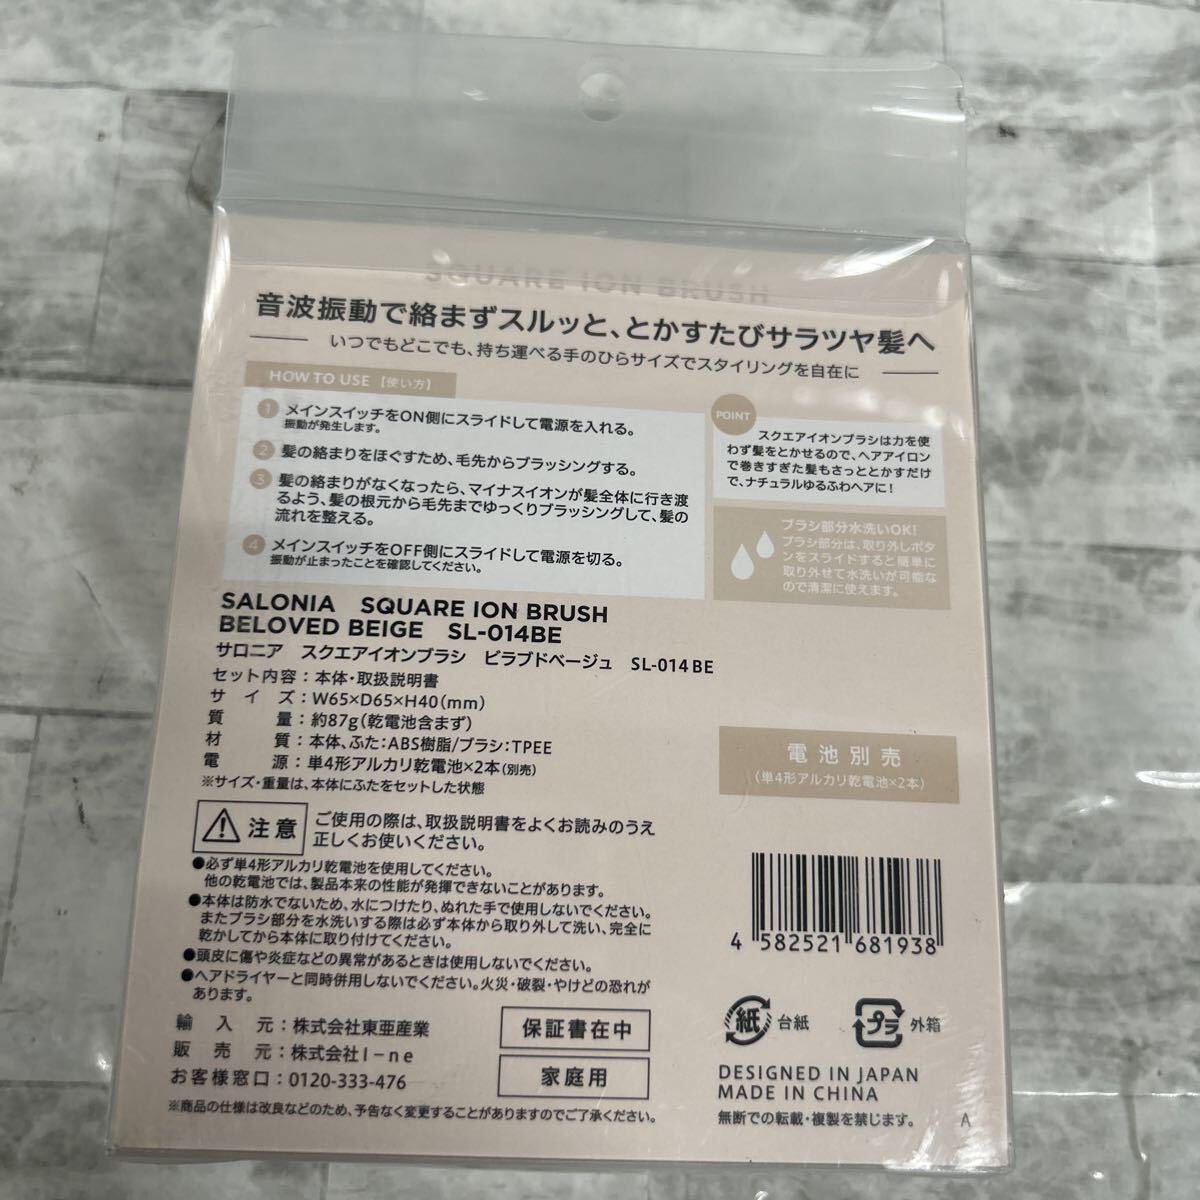 SQUARE ION BRUSH
音波振動で絡まずスルッと、とかすたびサラツヤ髪へ
いつでもどこでも、持ち運べる手のひらサイズでスタイリングを自在に
HOW TO USE【使い方】
1 メインスイッチをON側にスライドして電源を入れる。
振動が発生します。
2 髪の絡まりをほぐすため、毛先からブラッシングする。
3 髪の絡まりがなくなったら、マイナスイオンが髪全体に行き渡
るよう、髪の根元から毛先までゆっくりブラッシングして、髪の
流れを整える。
4 メインスイッチをOFF側にスライドして電源を切る。
振動が止まったことを確認してください。
POINT
スクエアイオンブラシは力を使
わず髪をとかせるので、ヘアアイロン
で巻きすぎた髪もさっととかすだけ
で、ナチュラルゆるふわヘアに!
ブラシ部分水洗いOK!
ブラシ部分は、取り外しボタ
ンをスライドすると簡単に
取り外せて水洗いが可能な
ので清潔に使えます。
SALONIA SQUARE ION BRUSH
BELOVED BEIGE SL-014BE
サロニア スクエアイオンブラシ ビラブドベージュ SL-014BE
セット内容:本体・取扱説明書
サイズ:W65×D65×H40(mm)
質量:約87g(乾電池含まず)
材質:本体、ふた:ABS樹脂/ブラシ:TPEE
電源:単4形アルカリ乾電池×2本(別売)
※サイズ・重量は、本体にふたをセットした状態
電池別売
(単4形アルカリ乾電池×2本)
注意 ご使用の際は、取扱説明書をよくお読みのうえ
正しくお使いください。
●必ず単4形アルカリ乾電池を使用してください。
他の乾電池では、製品本来の性能が発揮できないことがあります。
●本体は防水でないため、水につけたり、ぬれた手で使用しないでください。
またブラシ部分を水洗いする際は必ず本体から取り外して洗い、完全に
乾かしてから本体に取り付けてください。
●頭皮に傷や炎症などの異常があるときは使用しないでください。
●ヘアドライヤーと同時併用しないでください。火災・破裂・やけどの恐れが
あります。
輸入元:株式会社東亜産業
販売元:株式会社I-ne
お客様窓口:0120-333-476
保証書在中
家庭用
※商品の仕様は改良などのため、予告なく変更することがありますのでご了承ください。
4 582521 681938
紙 台紙
プラ 外箱
DESIGNED IN JAPAN
MADE IN CHINA
無断での転載・複製を禁じます。
A